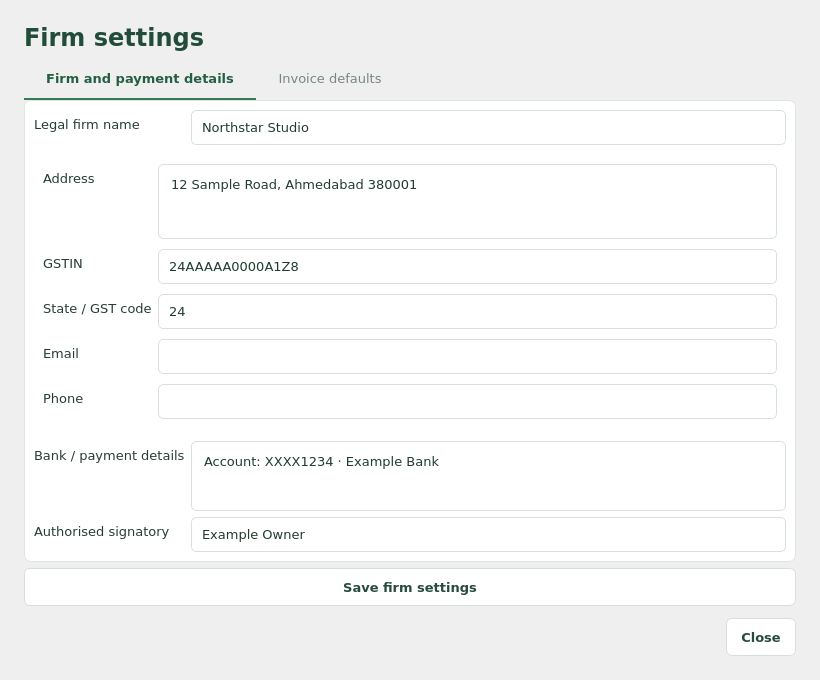 Firm settings
Firm and payment details
Invoice defaults
Legal firm name
Northstar Studio
Address
12 Sample Road, Ahmedabad 380001
GSTIN
24AAAAA0000A1Z8
State / GST code
24
Email
Phone
Bank / payment details
Account: XXXX1234 · Example Bank
Authorised signatory
Example Owner
Save firm settings
Close